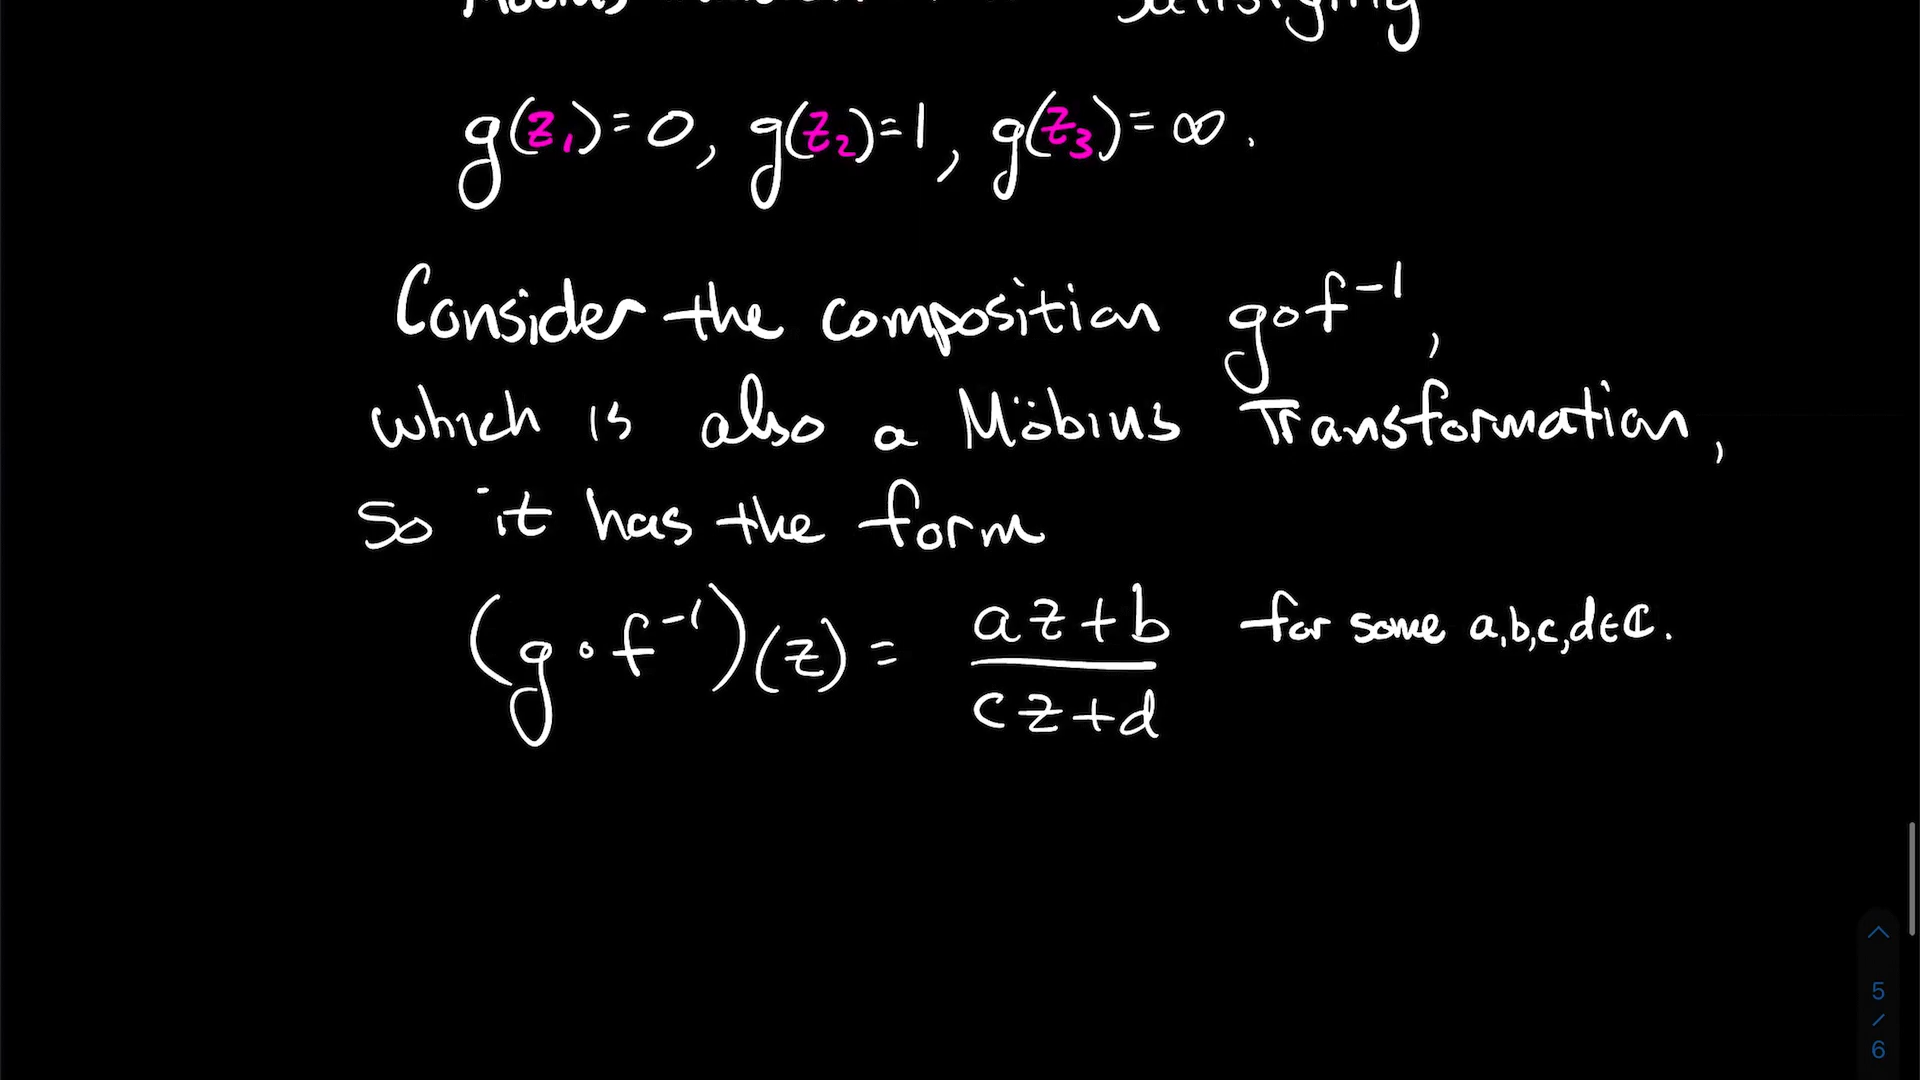 satisfying
g(z₁)=0, g(z₂)=1, g(z₃)=∞.
Consider the composition g∘f⁻¹,
which is also a Möbius Transformation,
so it has the form
(g∘f⁻¹)(z) = (az+b)/(cz+d) for some a,b,c,d∈ℂ.
5
/
6